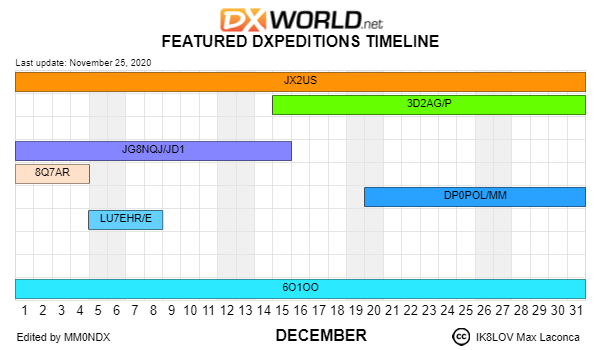 DXWORLD.net
FEATURED DXPEDITIONS TIMELINE
Last update: November 25, 2020
JX2US
3D2AG/P
JG8NQJ/JD1
8Q7AR
DP0POL/MM
LU7EHR/E
6O1OO
1 2 3 4 5 6 7 8 9 10 11 12 13 14 15 16 17 18 19 20 21 22 23 24 25 26 27 28 29 30 31
Edited by MM0NDX DECEMBER cc IK8LOV Max Laconca